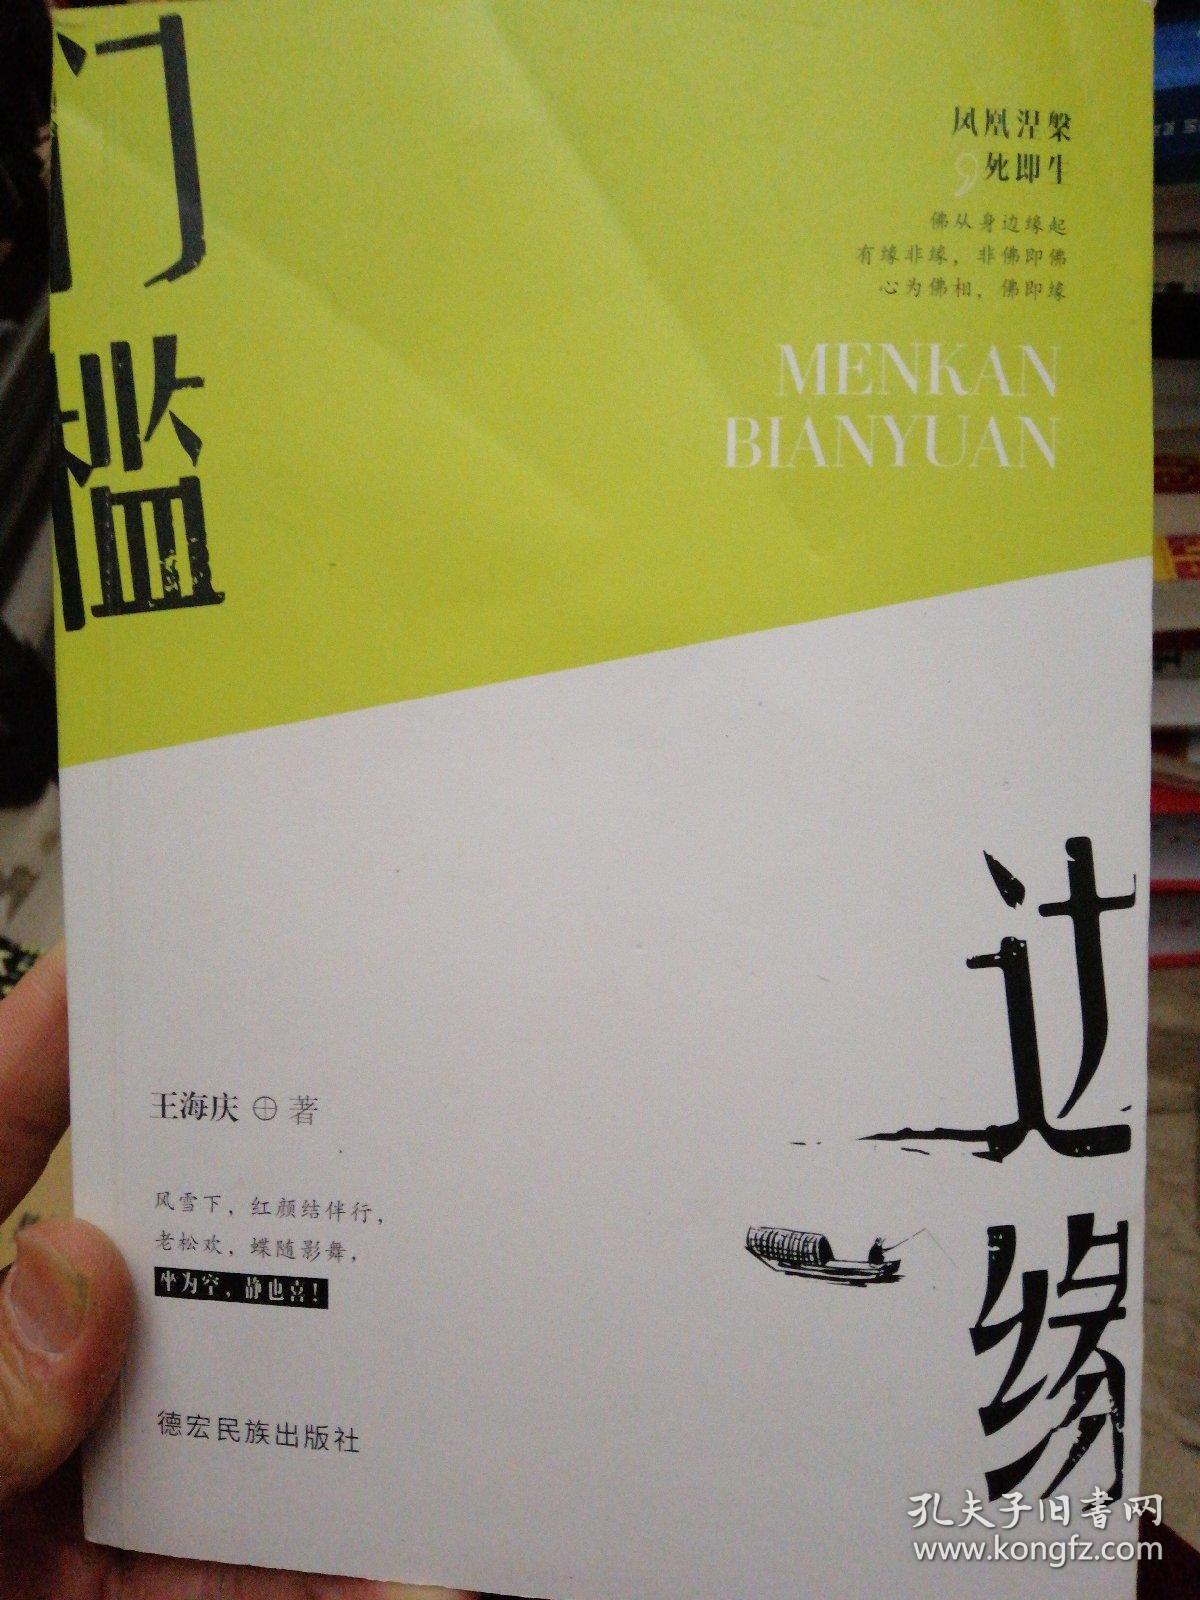 门槛
凤凰涅槃
，死即生
佛从身边缘起
有缘非缘，非佛即佛
心为佛相，佛即缘
MENKAN
BIANYUAN
边缘
王海庆 著
风雪下，红颜结伴行，
老松欢，蝶随影舞，
坐为空，静也喜！
德宏民族出版社
孔夫子旧书网
www.kongfz.com